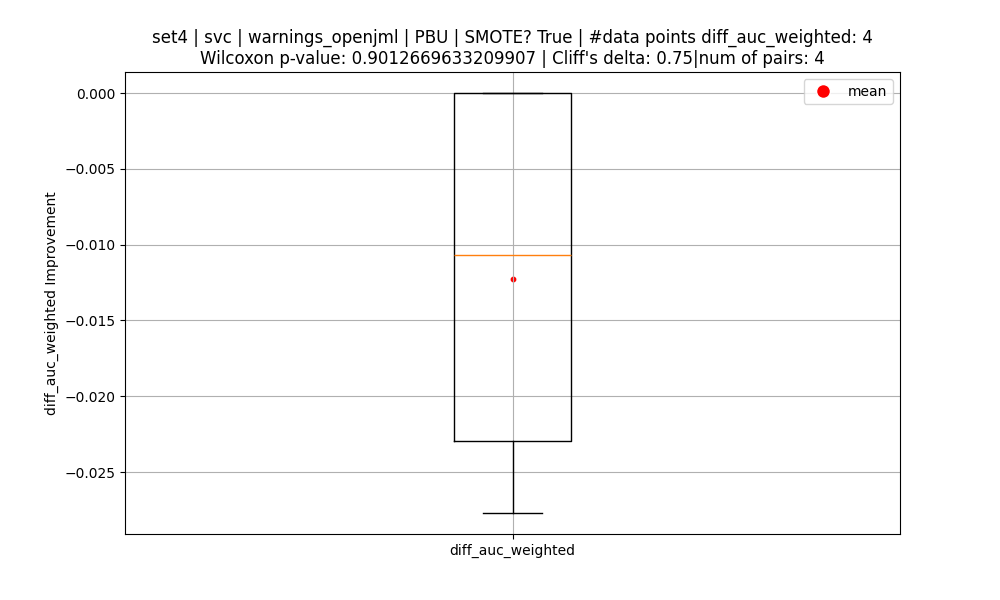 set4 | svc | warnings_openjml | PBU | SMOTE? True | #data points diff_auc_weighted: 4
Wilcoxon p-value: 0.9012669633209907 | Cliff's delta: 0.75|num of pairs: 4
mean
0.000
−0.005
−0.010
−0.015
−0.020
−0.025
diff_auc_weighted Improvement
diff_auc_weighted